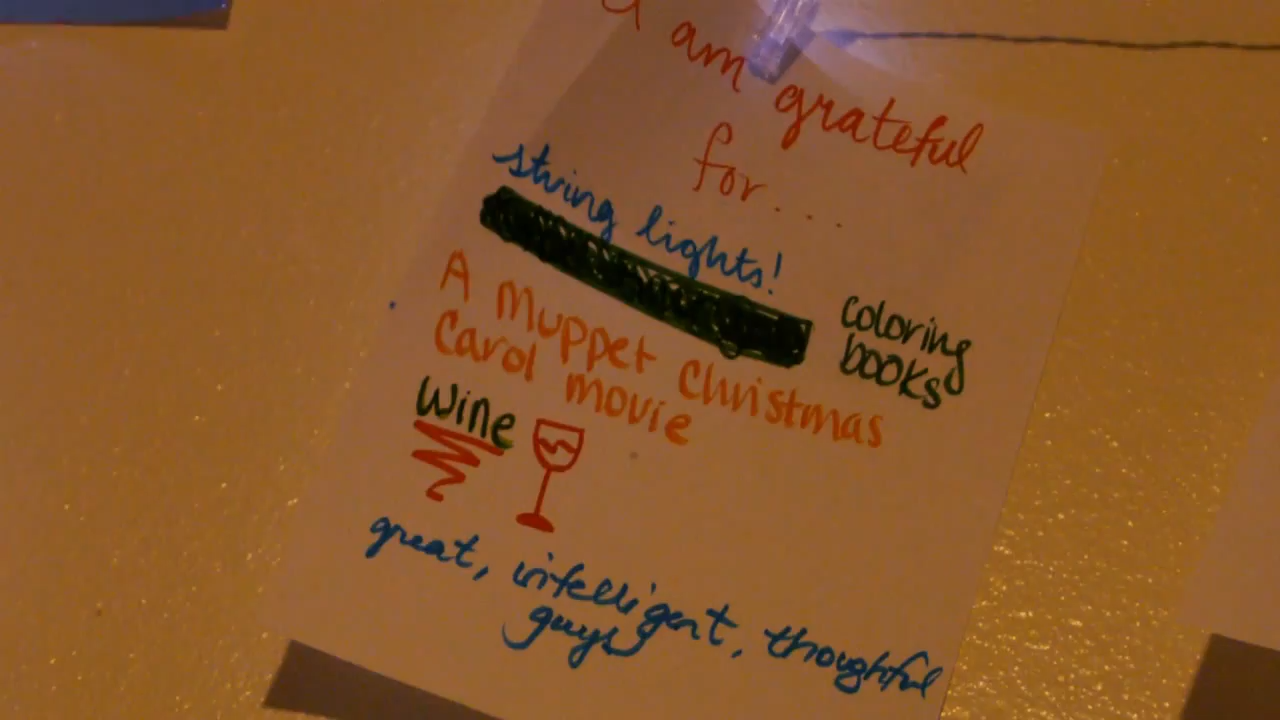 I am grateful
for....
string lights!
coloring
books
A Muppet Christmas
Carol movie
Wine
great, intelligent, thoughtful
guys